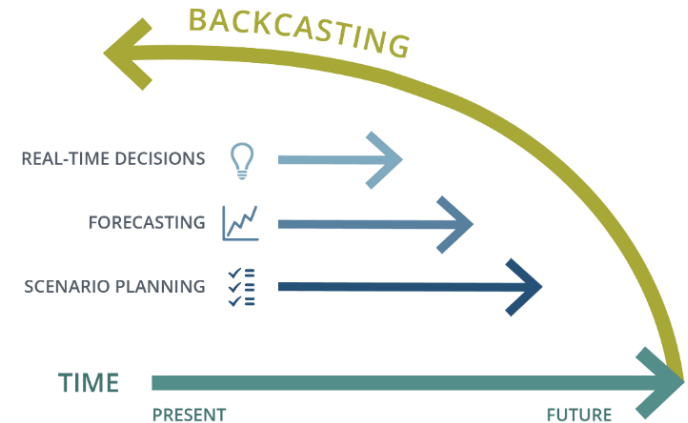 BACKCASTING
REAL-TIME DECISIONS
FORECASTING
SCENARIO PLANNING
TIME
PRESENT
FUTURE